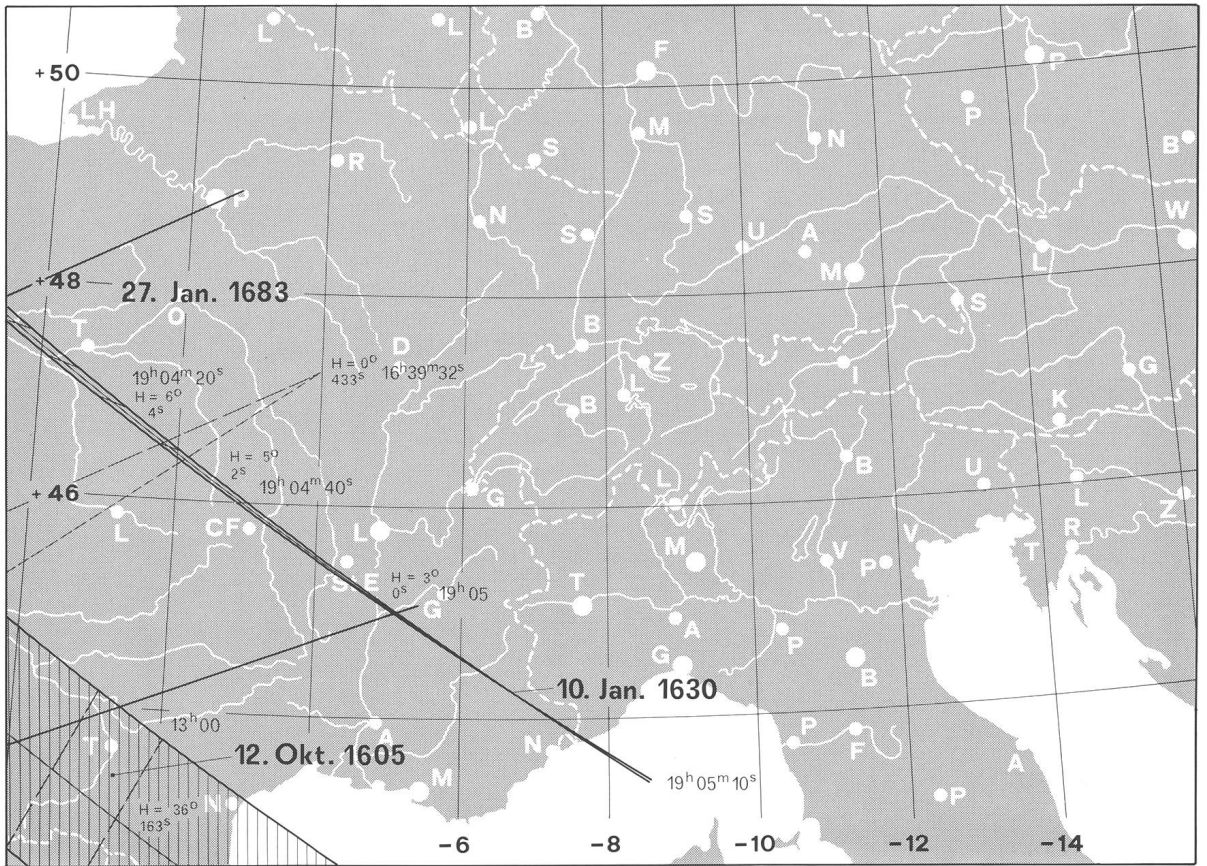 L L B F P
+50
LH L M N P B
R S
P N S S U A W
M L
+48 27. Jan. 1683 S
O
T D B
H = 0° 16ʰ39ᵐ32ˢ
433ˢ
Z I G
19ʰ04ᵐ20ˢ
H = 6°
4ˢ
L B K
H = 5°
2ˢ 19ʰ04ᵐ40ˢ
B U L Z
+46 G L
L CF L V R
M V P T
S E H = 3°
0ˢ 19ʰ05
G T A P
G B
10. Jan. 1630
13ʰ00
T 12. Okt. 1605 A N P F A
19ʰ05ᵐ10ˢ
M P
H = 36° N
163ˢ
-6 -8 -10 -12 -14